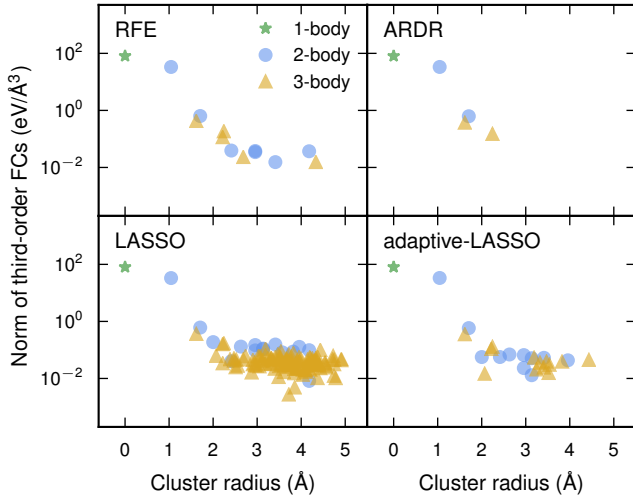 RFE
1-body
2-body
3-body
ARDR
10²
10⁰
10⁻²
Norm of third-order FCs (eV/Å³)
LASSO
adaptive-LASSO
10²
10⁰
10⁻²
0 1 2 3 4 5
0 1 2 3 4 5
Cluster radius (Å)
Cluster radius (Å)